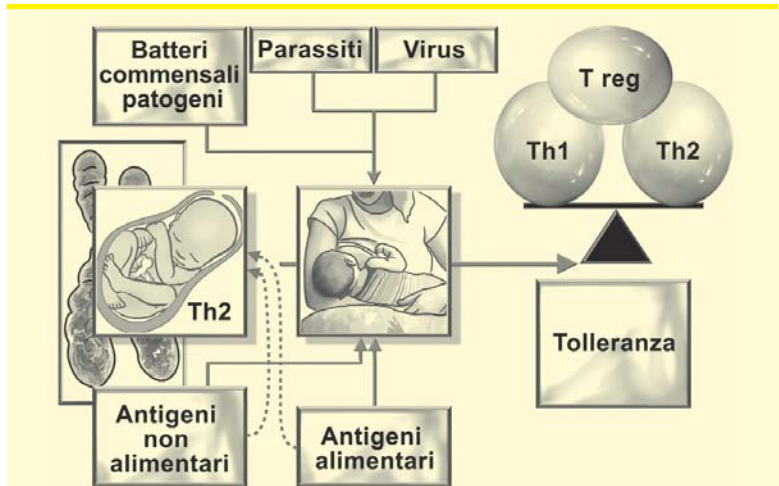 Batteri
commensali
patogeni
Parassiti
Virus
T reg
Th1
Th2
Th2
Tolleranza
Antigeni
non
alimentari
Antigeni
alimentari